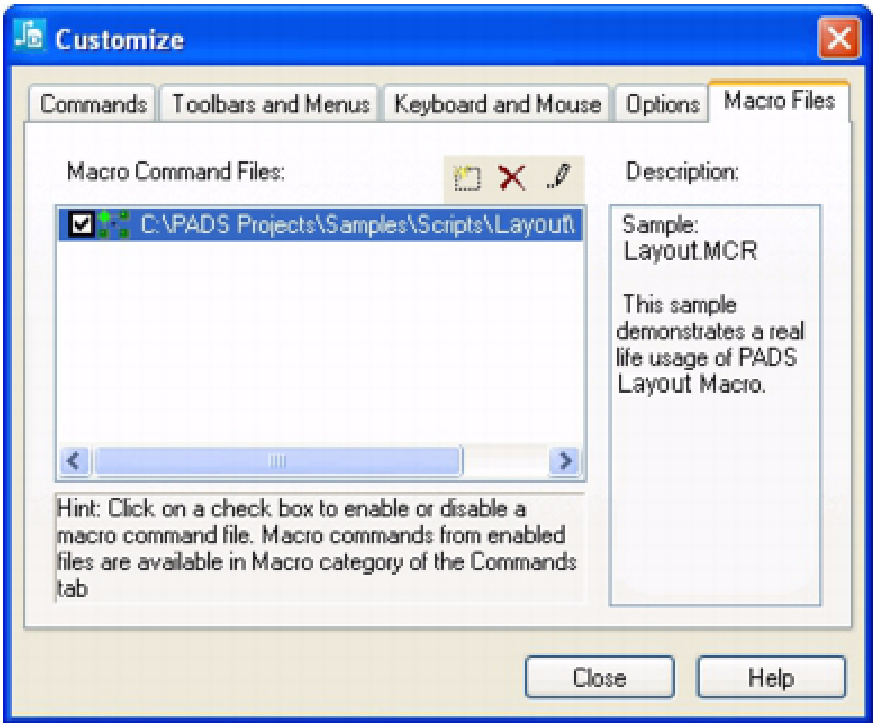 Customize
Commands
Toolbars and Menus
Keyboard and Mouse
Options
Macro Files
Macro Command Files:
C:\PADS Projects\Samples\Scripts\Layout\
Hint: Click on a check box to enable or disable a
macro command file. Macro commands from enabled
files are available in Macro category of the Commands
tab
Description:
Sample:
Layout.MCR
This sample
demonstrates a real
life usage of PADS
Layout Macro.
Close
Help